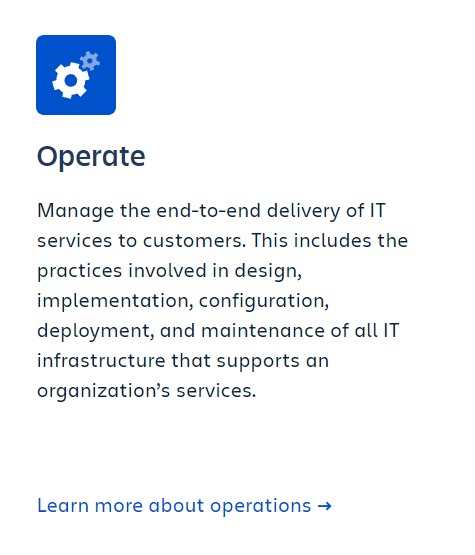 Operate
Manage the end-to-end delivery of IT
services to customers. This includes the
practices involved in design,
implementation, configuration,
deployment, and maintenance of all IT
infrastructure that supports an
organization’s services.
Learn more about operations →